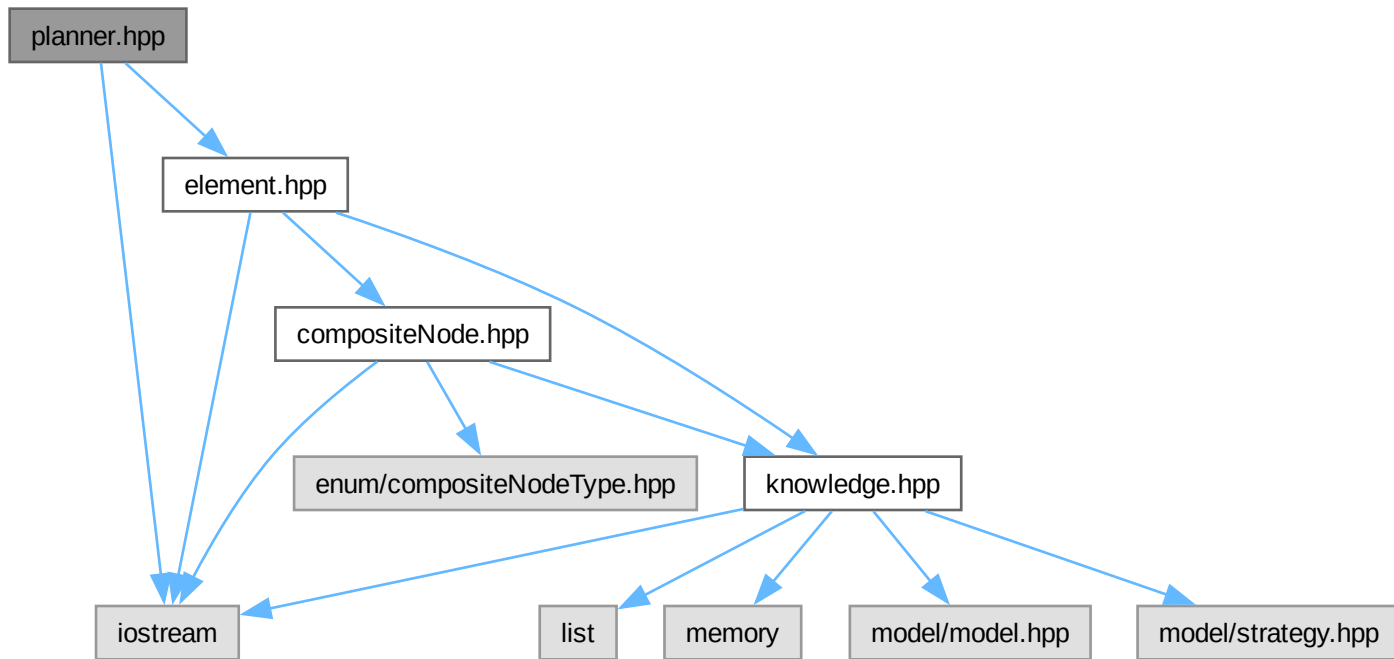 planner.hpp
element.hpp
compositeNode.hpp
enum/compositeNodeType.hpp
knowledge.hpp
iostream
list
memory
model/model.hpp
model/strategy.hpp